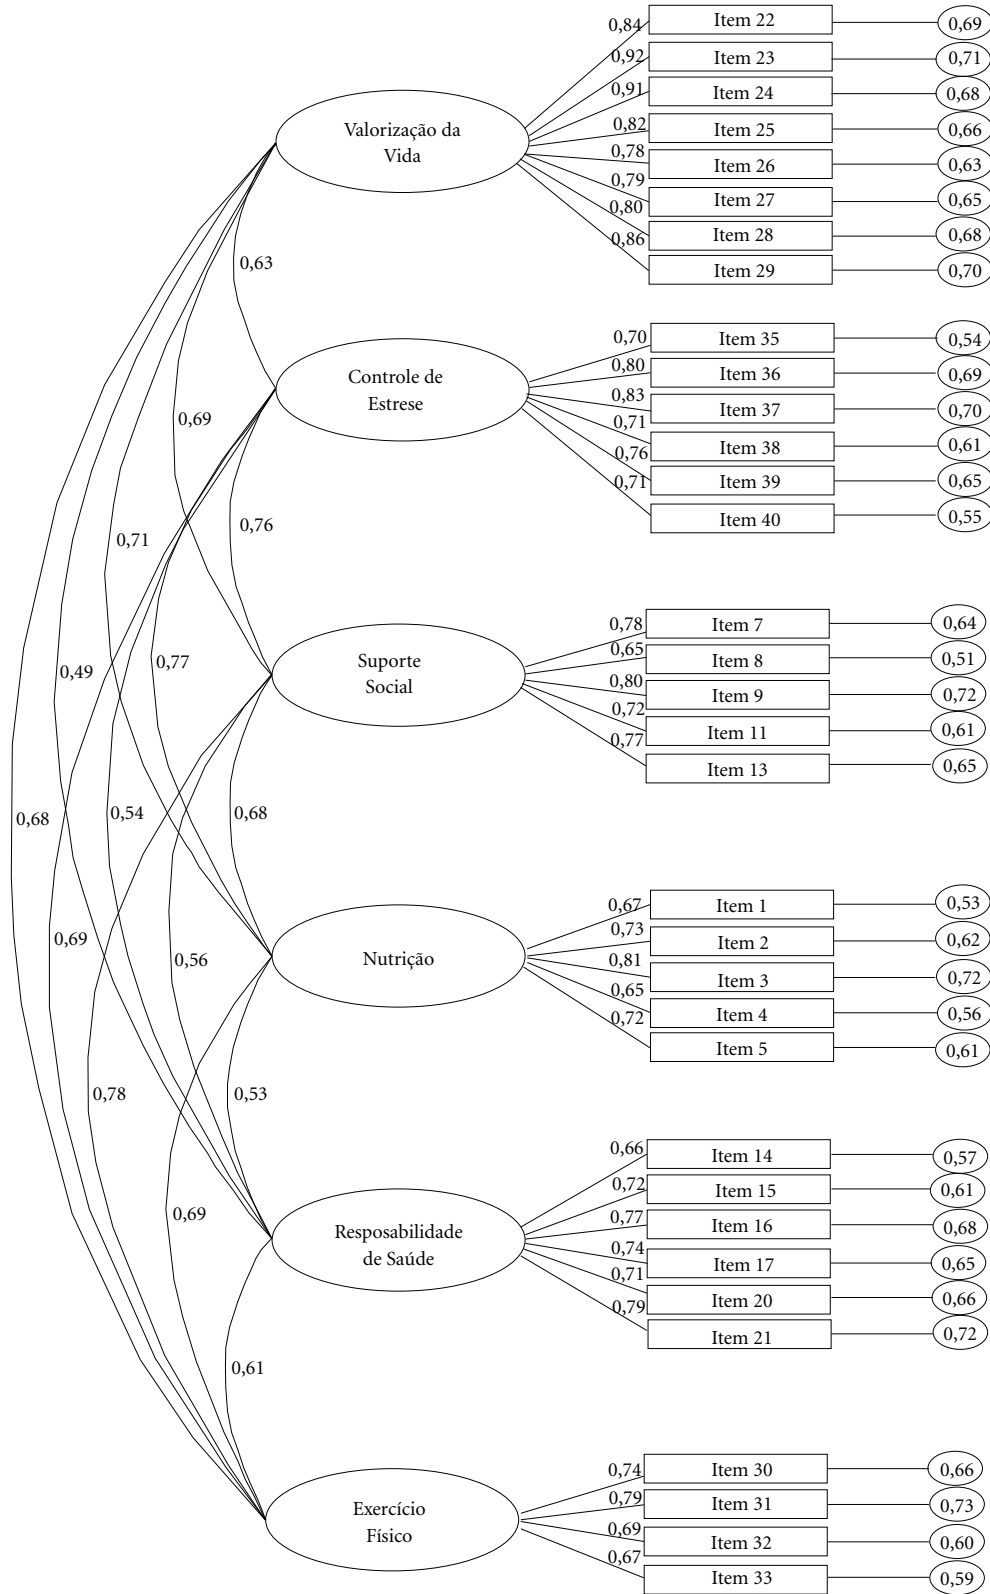 0,84 Item 22 0,69
0,92 Item 23 0,71
0,91 Item 24 0,68
Valorização da
Vida
0,82 Item 25 0,66
0,78 Item 26 0,63
0,79 Item 27 0,65
0,80 Item 28 0,68
0,86 Item 29 0,70
0,63
0,70 Item 35 0,54
0,80 Item 36 0,69
Controle de
Estrese
0,83 Item 37 0,70
0,71 Item 38 0,61
0,76 Item 39 0,65
0,71 Item 40 0,55
0,69
0,76
0,71
0,78 Item 7 0,64
0,65 Item 8 0,51
Suporte
Social
0,80 Item 9 0,72
0,72 Item 11 0,61
0,77 Item 13 0,65
0,77
0,49
0,68
0,54
0,68
0,67 Item 1 0,53
0,73 Item 2 0,62
Nutrição
0,81 Item 3 0,72
0,65 Item 4 0,56
0,72 Item 5 0,61
0,69
0,56
0,78
0,53
0,66 Item 14 0,57
0,72 Item 15 0,61
Resposabilidade
de Saúde
0,77 Item 16 0,68
0,74 Item 17 0,65
0,71 Item 20 0,66
0,79 Item 21 0,72
0,69
0,61
0,74 Item 30 0,66
0,79 Item 31 0,73
Exercício
Físico
0,69 Item 32 0,60
0,67 Item 33 0,59